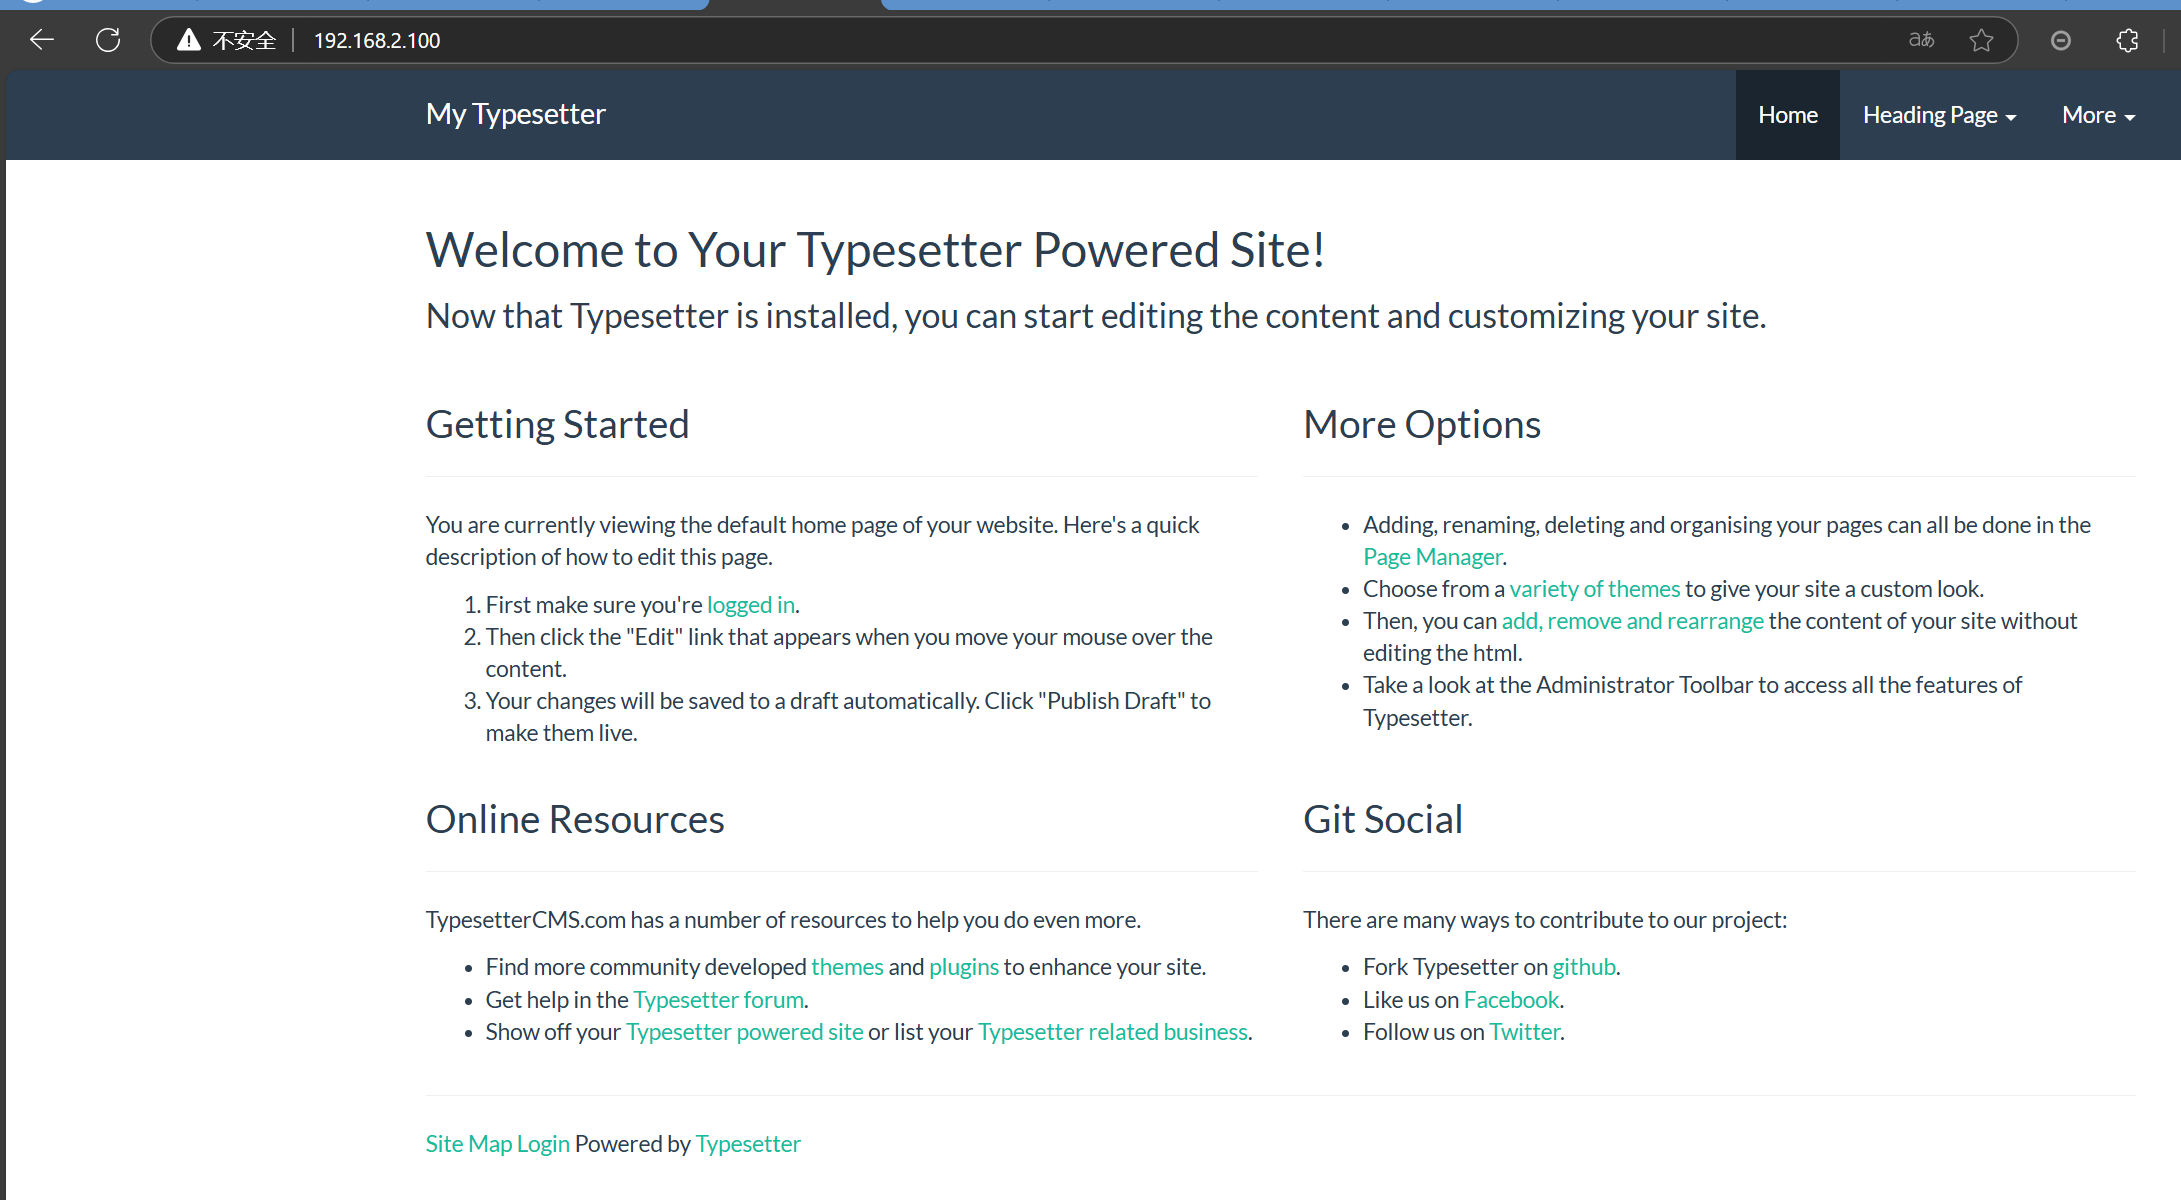 不安全 192.168.2.100 aあ
My Typesetter Home Heading Page More
Welcome to Your Typesetter Powered Site!
Now that Typesetter is installed, you can start editing the content and customizing your site.
Getting Started
You are currently viewing the default home page of your website. Here's a quick
description of how to edit this page.
1. First make sure you're logged in.
2. Then click the "Edit" link that appears when you move your mouse over the
content.
3. Your changes will be saved to a draft automatically. Click "Publish Draft" to
make them live.
More Options
• Adding, renaming, deleting and organising your pages can all be done in the
Page Manager.
• Choose from a variety of themes to give your site a custom look.
• Then, you can add, remove and rearrange the content of your site without
editing the html.
• Take a look at the Administrator Toolbar to access all the features of
Typesetter.
Online Resources
TypesetterCMS.com has a number of resources to help you do even more.
• Find more community developed themes and plugins to enhance your site.
• Get help in the Typesetter forum.
• Show off your Typesetter powered site or list your Typesetter related business.
Git Social
There are many ways to contribute to our project:
• Fork Typesetter on github.
• Like us on Facebook.
• Follow us on Twitter.
Site Map Login Powered by Typesetter